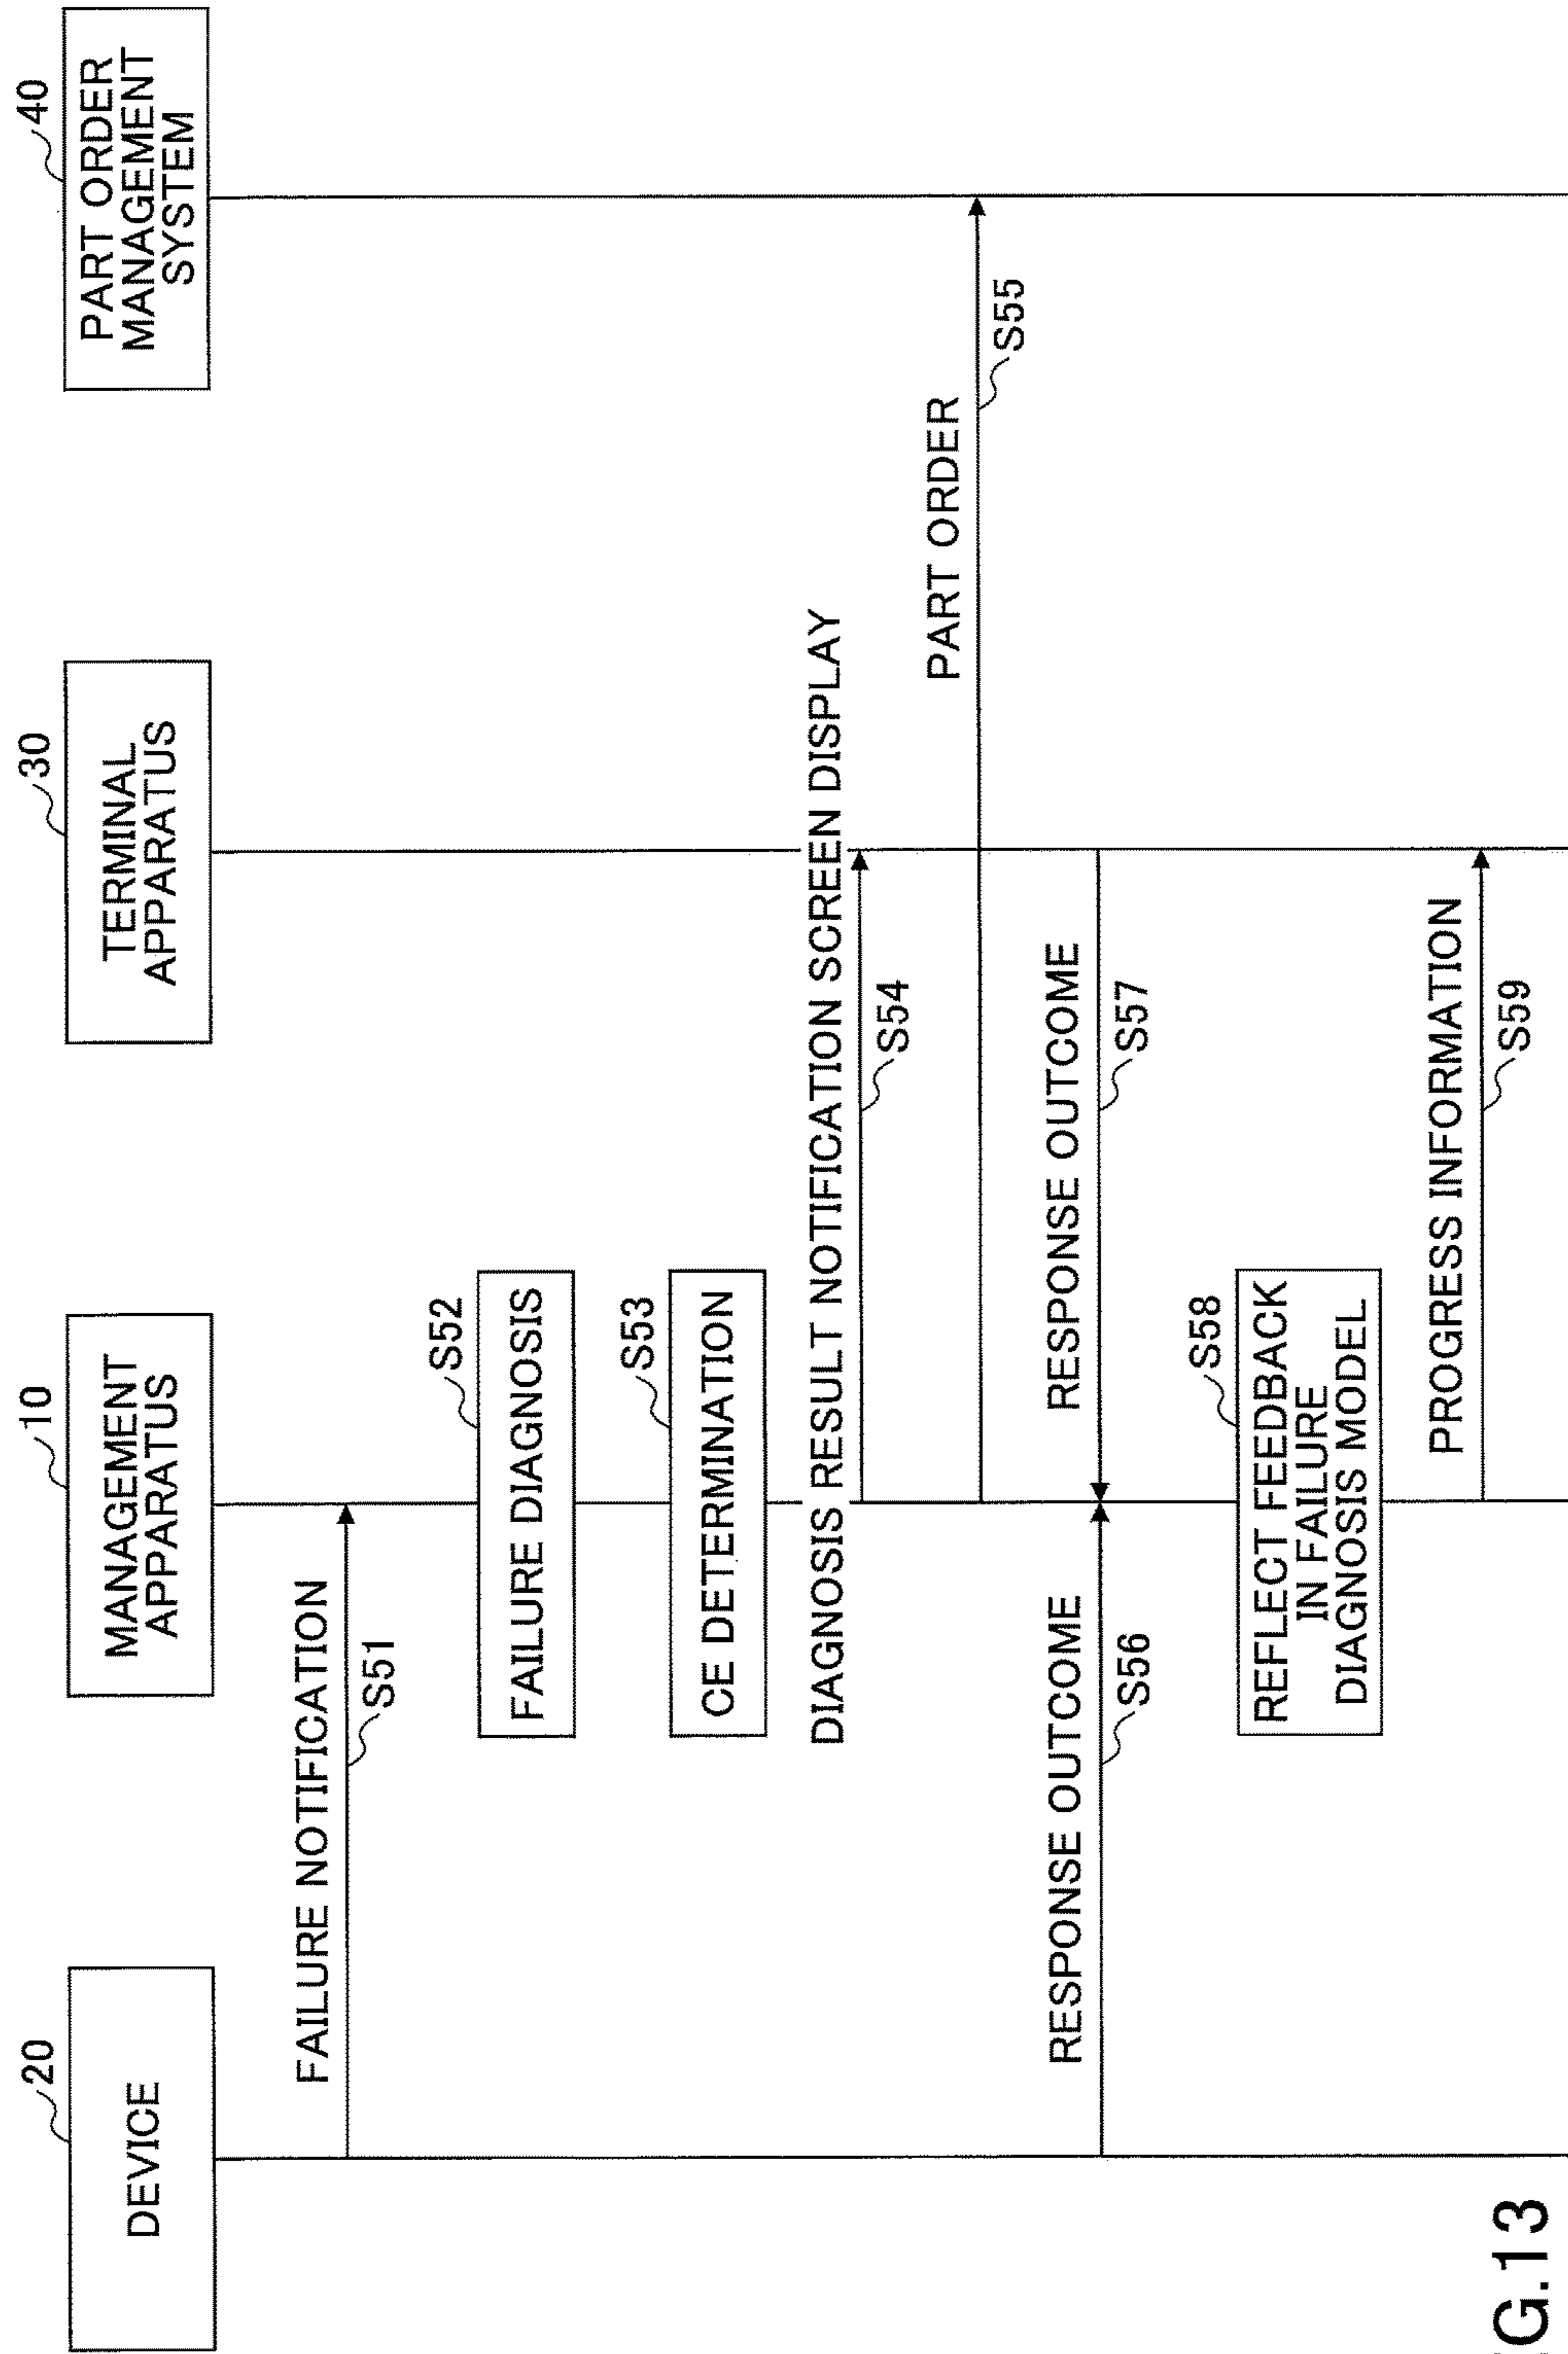 20
DEVICE
10
MANAGEMENT
APPARATUS
30
TERMINAL
APPARATUS
40
PART ORDER
MANAGEMENT
SYSTEM
FAILURE NOTIFICATION
S51
S52
FAILURE DIAGNOSIS
S53
CE DETERMINATION
DIAGNOSIS RESULT NOTIFICATION SCREEN DISPLAY
S54
PART ORDER
S55
RESPONSE OUTCOME
S56
RESPONSE OUTCOME
S57
S58
REFLECT FEEDBACK
IN FAILURE
DIAGNOSIS MODEL
PROGRESS INFORMATION
S59
G.13